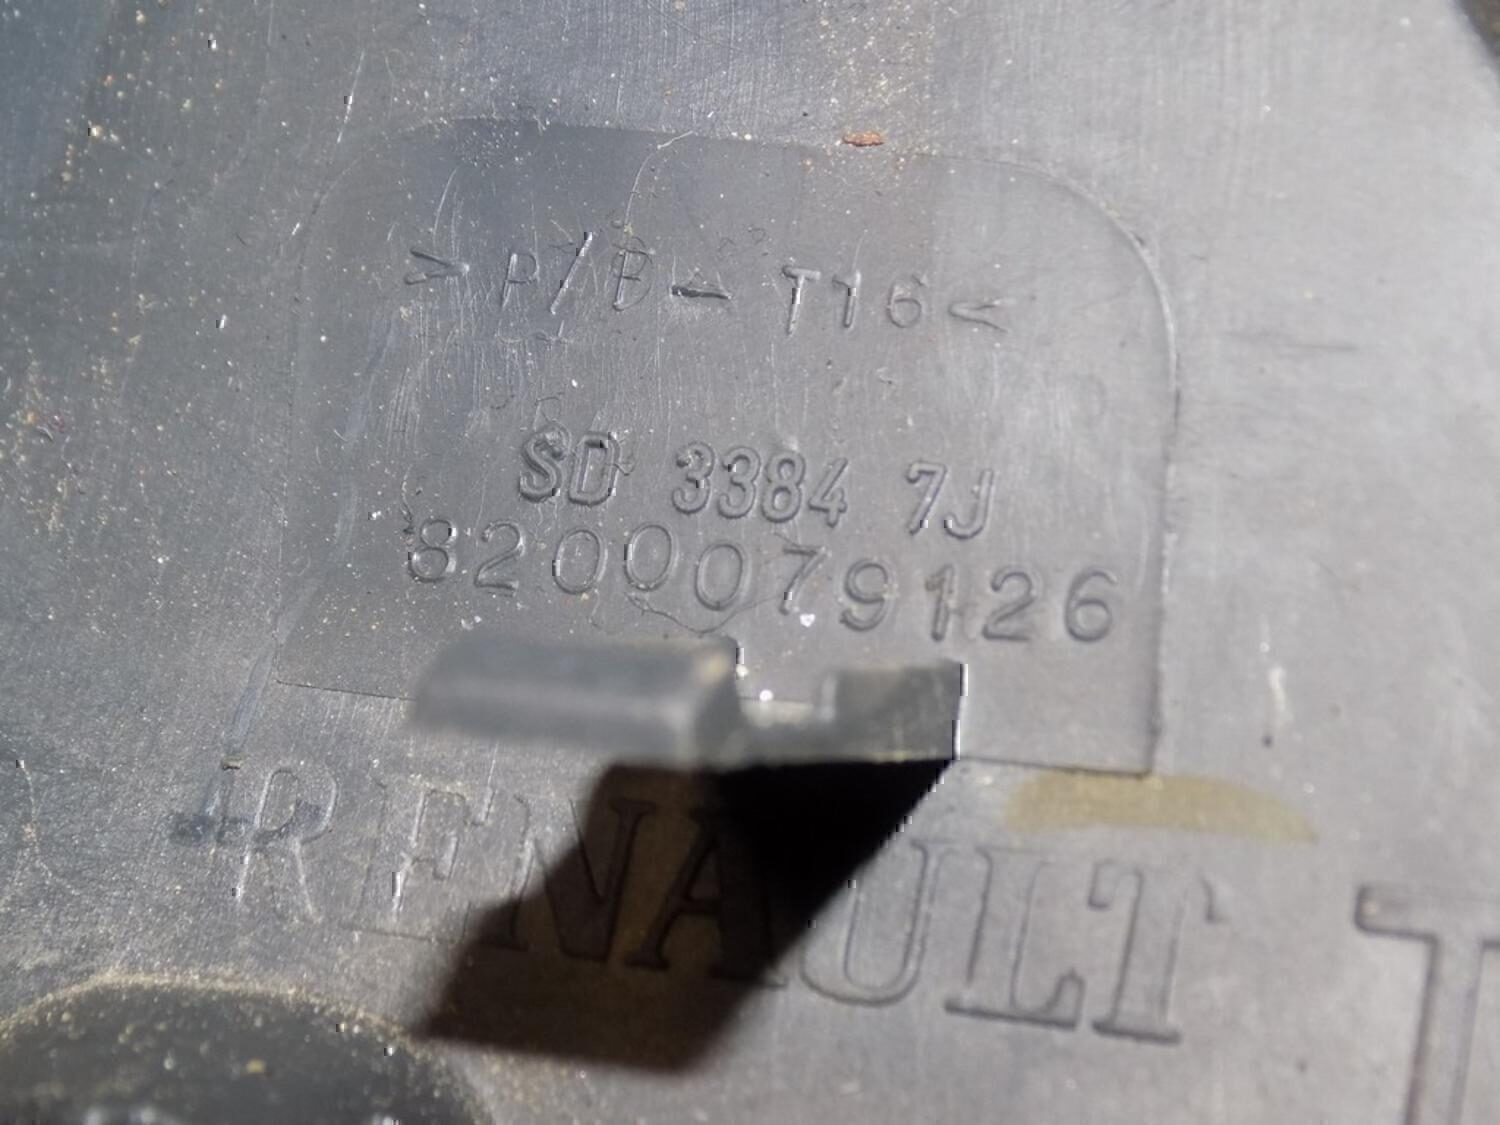 >P/E - T16<
SD 3384 7J
8200079126
RENAULT